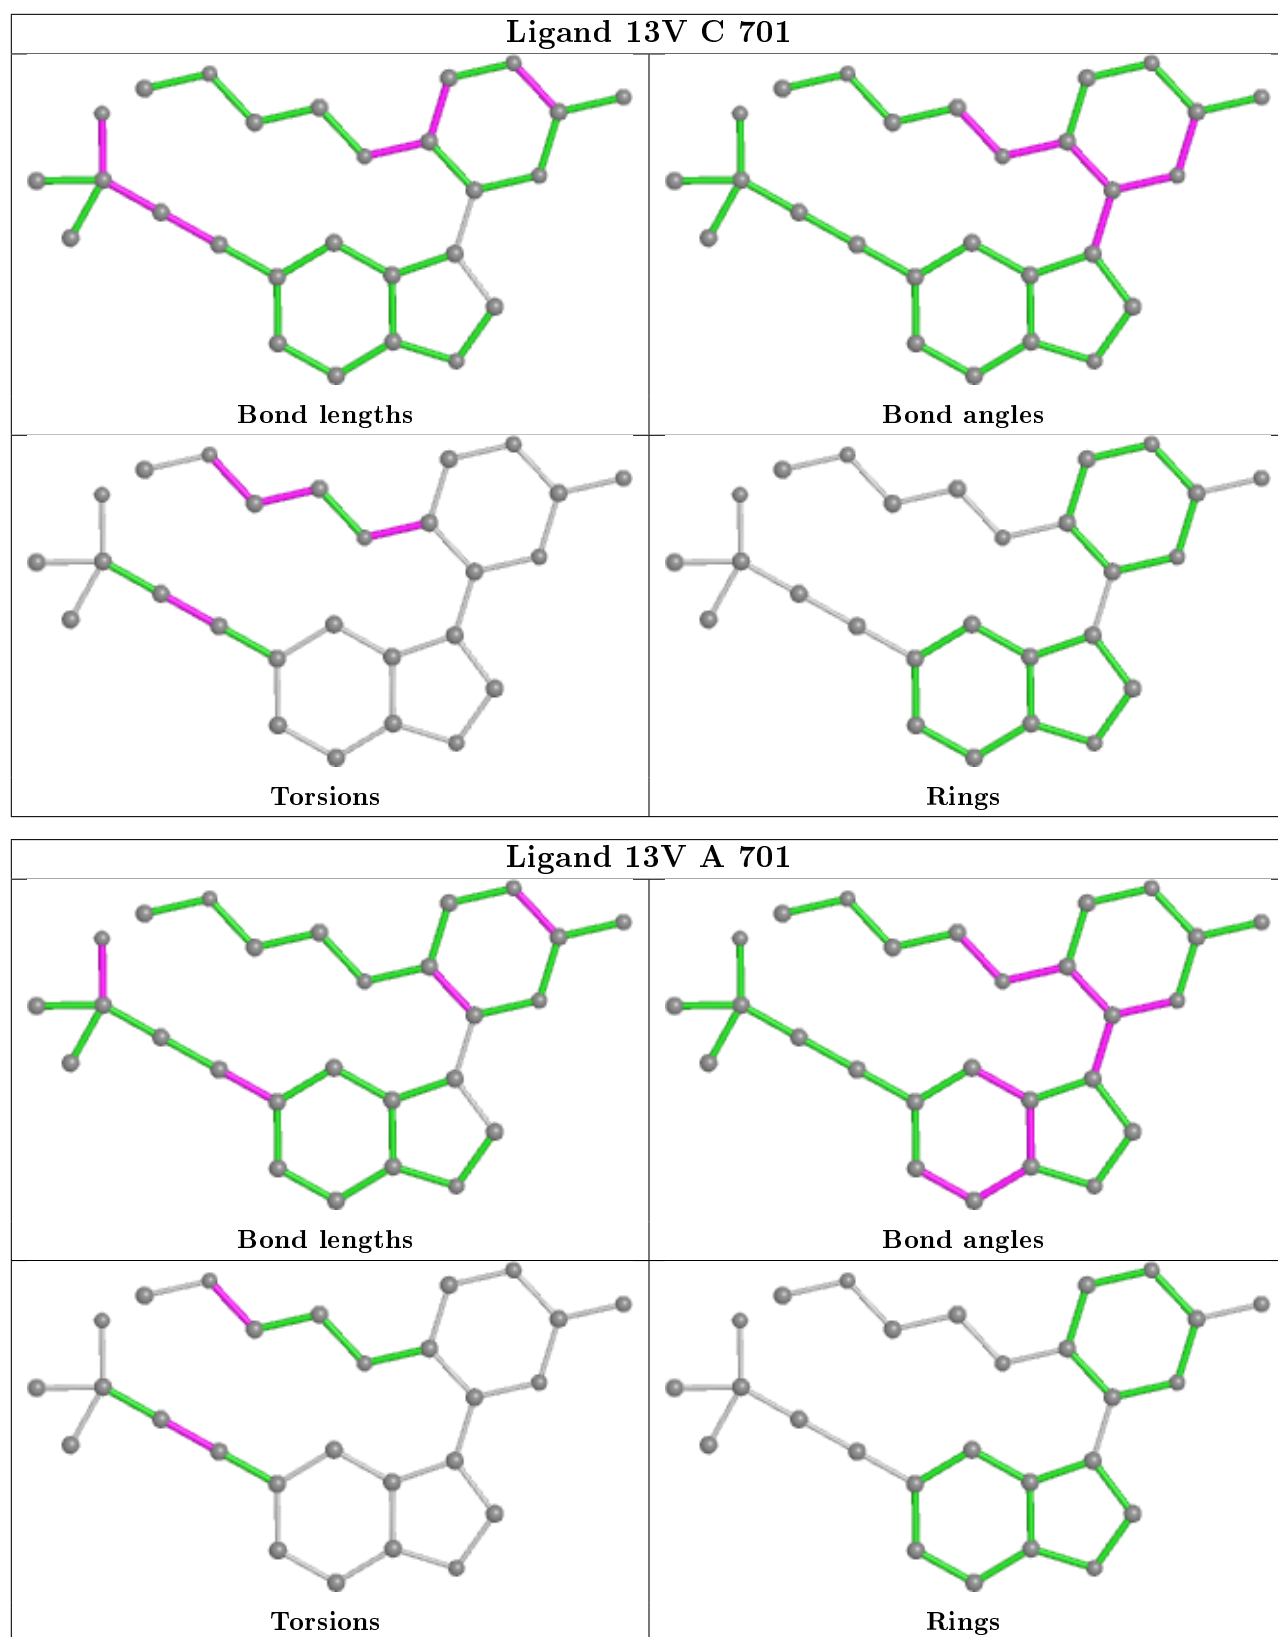 Ligand 13V C 701
Bond lengths
Bond angles
Torsions
Rings
Ligand 13V A 701
Bond lengths
Bond angles
Torsions
Rings